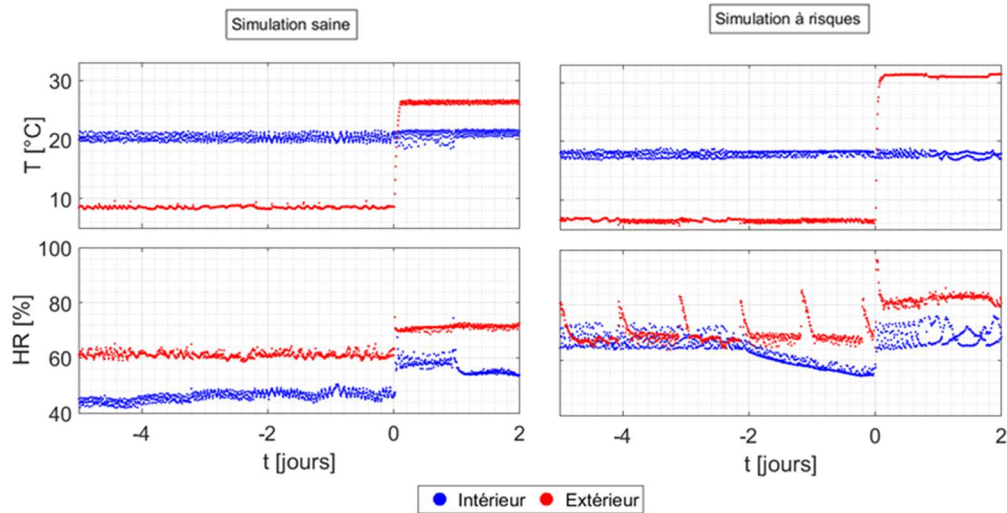 Simulation saine
Simulation à risques
30
20
10
T [°C]
100
80
60
40
HR [%]
-4
-2
0
2
t [jours]
-4
-2
0
2
t [jours]
Intérieur
Extérieur